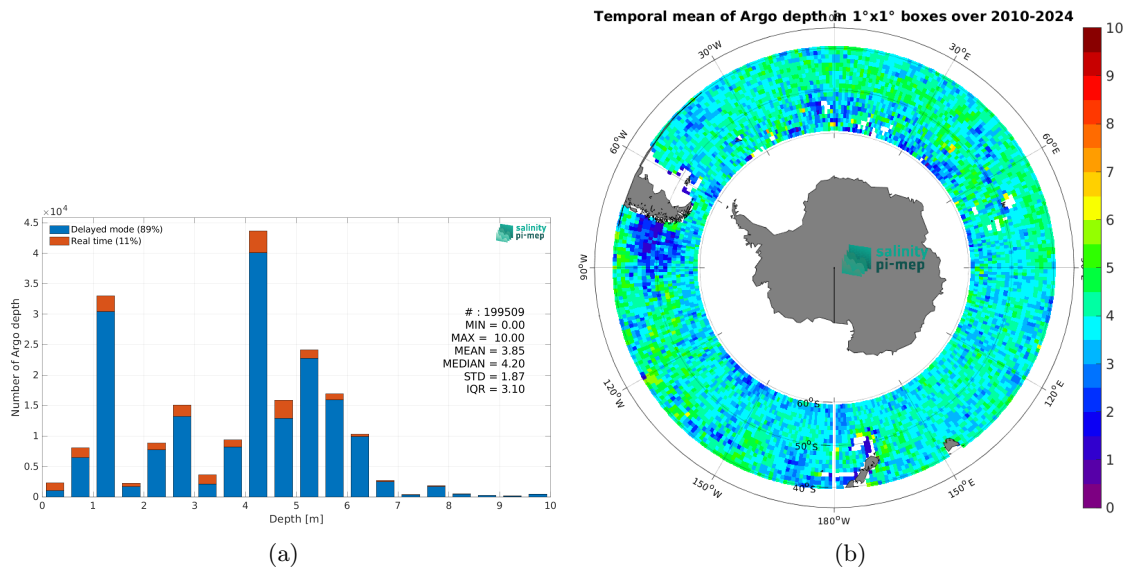 ×10⁴
4.5
4
3.5
3
2.5
2
1.5
1
0.5
0
Number of Argo depth
Delayed mode (89%)
Real time (11%)
salinity
pi-mep
# : 199509
MIN = 0.00
MAX = 10.00
MEAN = 3.85
MEDIAN = 4.20
STD = 1.87
IQR = 3.10
0 1 2 3 4 5 6 7 8 9 10
Depth [m]
(a)
Temporal mean of Argo depth in 1°x1° boxes over 2010-2024
30°W
30°E
60°W
60°E
90°W
120°W
120°E
150°W
150°E
180°W
60°S
50°S
40°S
salinity
pi-mep
10
9
8
7
6
5
4
3
2
1
0
(b)